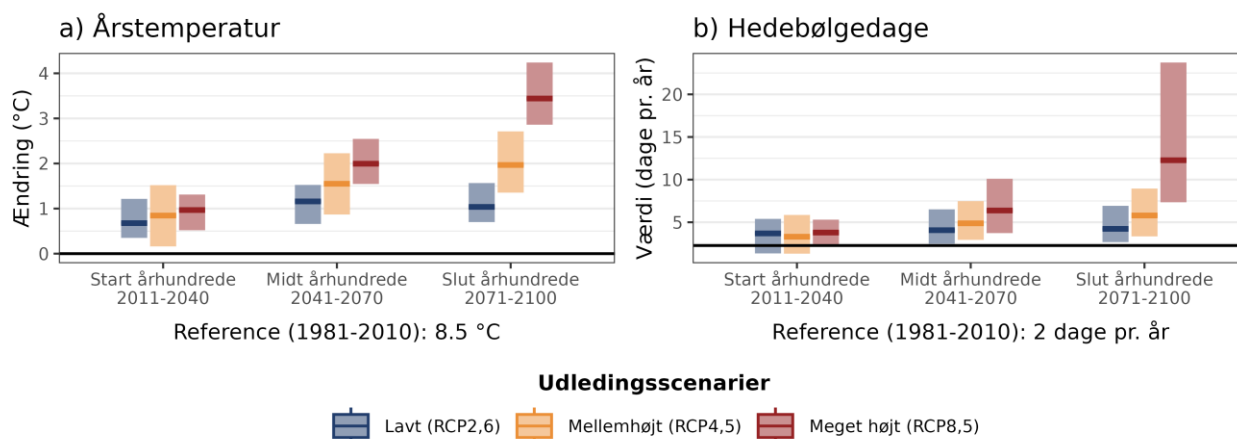 a) Årstemperatur
Ændring (°C)
4
3
2
1
0
Start århundrede
2011-2040
Midt århundrede
2041-2070
Slut århundrede
2071-2100
Reference (1981-2010): 8.5 °C
b) Hedebølgedage
Værdi (dage pr. år)
20
15
10
5
Start århundrede
2011-2040
Midt århundrede
2041-2070
Slut århundrede
2071-2100
Reference (1981-2010): 2 dage pr. år
Udledingsscenarier
Lavt (RCP2,6)
Mellemhøjt (RCP4,5)
Meget højt (RCP8,5)